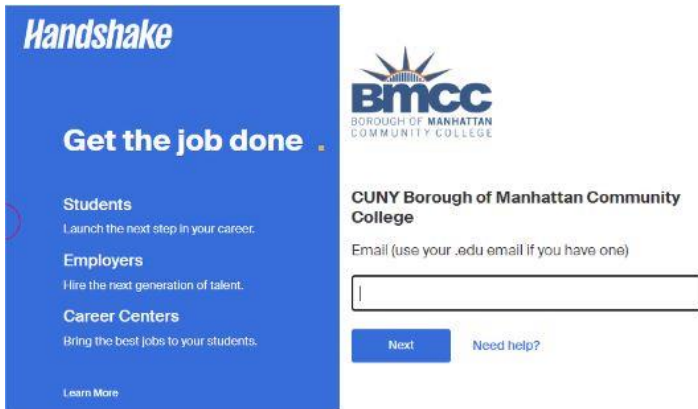 Handshake
Get the job done .
Students
Launch the next step in your career.
Employers
Hire the next generation of talent.
Career Centers
Bring the best jobs to your students.
Learn More
BMCC
BOROUGH OF MANHATTAN
COMMUNITY COLLEGE
CUNY Borough of Manhattan Community
College
Email (use your .edu email if you have one)
Next
Need help?